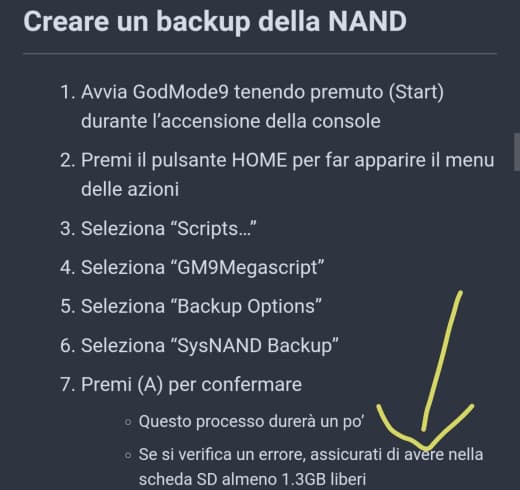 Creare un backup della NAND
1. Avvia GodMode9 tenendo premuto (Start)
durante l’accensione della console
2. Premi il pulsante HOME per far apparire il menu
delle azioni
3. Seleziona “Scripts…”
4. Seleziona “GM9Megascript”
5. Seleziona “Backup Options”
6. Seleziona “SysNAND Backup”
7. Premi (A) per confermare
◦ Questo processo durerà un po’
◦ Se si verifica un errore, assicurati di avere nella
scheda SD almeno 1.3GB liberi